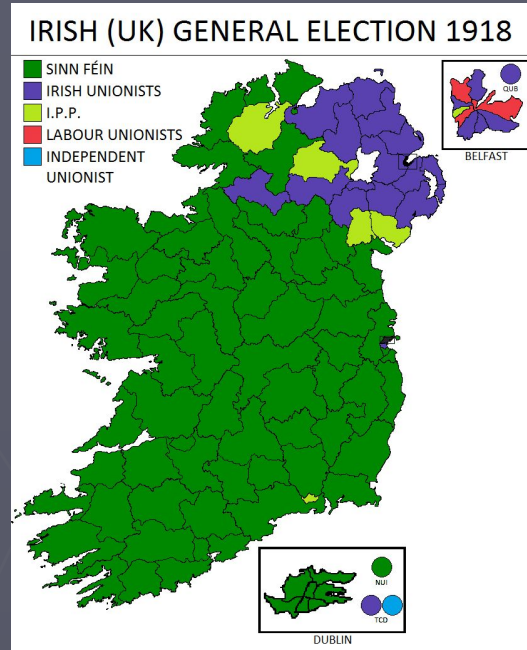 IRISH (UK) GENERAL ELECTION 1918
SINN FÉIN
IRISH UNIONISTS
I.P.P.
LABOUR UNIONISTS
INDEPENDENT
UNIONIST
QUB
BELFAST
NUI
TCD
DUBLIN